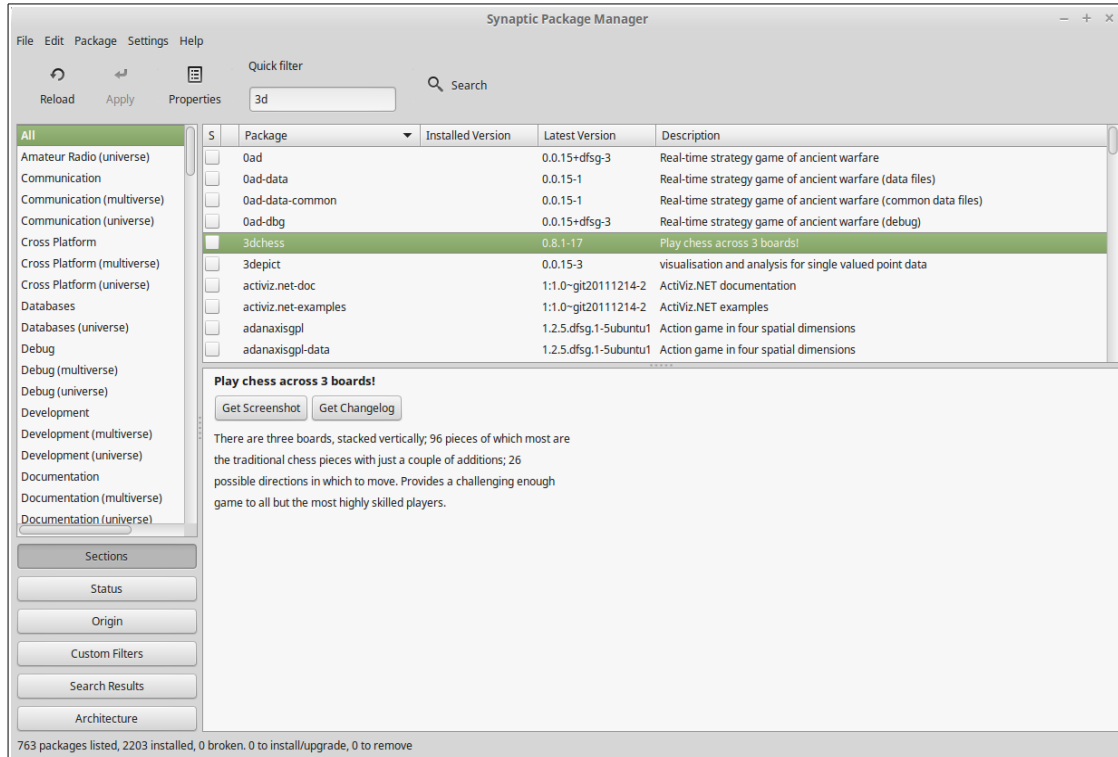 Synaptic Package Manager
File Edit Package Settings Help
Reload Apply Properties
Quick filter
3d
Search
All
Amateur Radio (universe)
Communication
Communication (multiverse)
Communication (universe)
Cross Platform
Cross Platform (multiverse)
Cross Platform (universe)
Databases
Databases (universe)
Debug
Debug (multiverse)
Debug (universe)
Development
Development (multiverse)
Development (universe)
Documentation
Documentation (multiverse)
Documentation (universe)
Sections
Status
Origin
Custom Filters
Search Results
Architecture
S Package Installed Version Latest Version Description
0ad 0.0.15+dfsg-3 Real-time strategy game of ancient warfare
0ad-data 0.0.15-1 Real-time strategy game of ancient warfare (data files)
0ad-data-common 0.0.15-1 Real-time strategy game of ancient warfare (common data files)
0ad-dbg 0.0.15+dfsg-3 Real-time strategy game of ancient warfare (debug)
3dchess 0.8.1-17 Play chess across 3 boards!
3depict 0.0.15-3 visualisation and analysis for single valued point data
activiz.net-doc 1:1.0~git20111214-2 ActiViz.NET documentation
activiz.net-examples 1:1.0~git20111214-2 ActiViz.NET examples
adanaxisgpl 1.2.5.dfsg.1-5ubuntu1 Action game in four spatial dimensions
adanaxisgpl-data 1.2.5.dfsg.1-5ubuntu1 Action game in four spatial dimensions
Play chess across 3 boards!
Get Screenshot Get Changelog
There are three boards, stacked vertically; 96 pieces of which most are
the traditional chess pieces with just a couple of additions; 26
possible directions in which to move. Provides a challenging enough
game to all but the most highly skilled players.
763 packages listed, 2203 installed, 0 broken. 0 to install/upgrade, 0 to remove